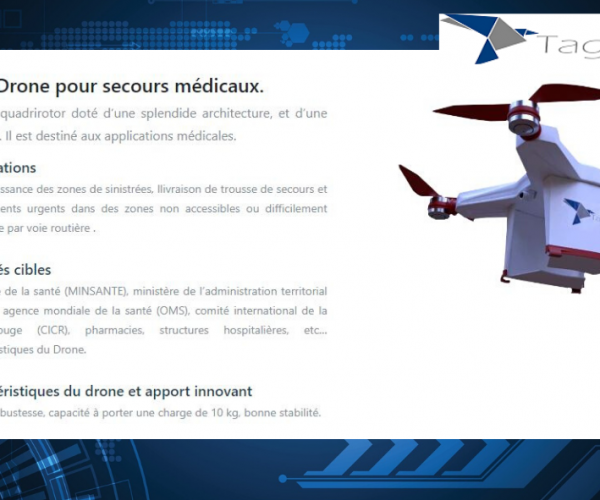 Tag
Drone pour secours médicaux.
quadrirotor doté d'une splendide architecture, et d'une
. Il est destiné aux applications médicales.
ations
ssance des zones de sinistrées, llivraison de trousse de secours et
ents urgents dans des zones non accessibles ou difficilement
e par voie routière .
és cibles
e de la santé (MINSANTE), ministère de l'administration territorial
agence mondiale de la santé (OMS), comité international de la
ouge (CICR), pharmacies, structures hospitalières, etc...
istiques du Drone.
éristiques du drone et apport innovant
bustesse, capacité à porter une charge de 10 kg, bonne stabilité.